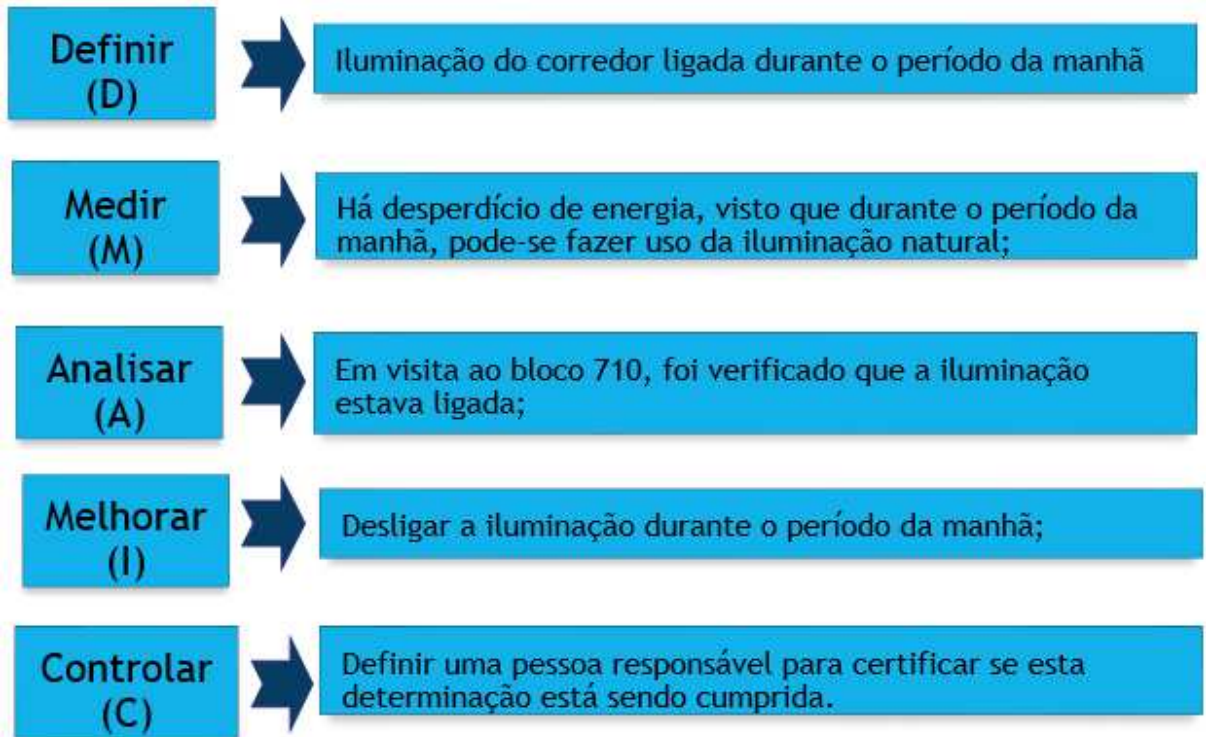 Definir
(D)
Iluminação do corredor ligada durante o período da manhã
Medir
(M)
Há desperdício de energia, visto que durante o período da
manhã, pode-se fazer uso da iluminação natural;
Analisar
(A)
Em visita ao bloco 710, foi verificado que a iluminação
estava ligada;
Melhorar
(I)
Desligar a iluminação durante o período da manhã;
Controlar
(C)
Definir uma pessoa responsável para certificar se esta
determinação está sendo cumprida.